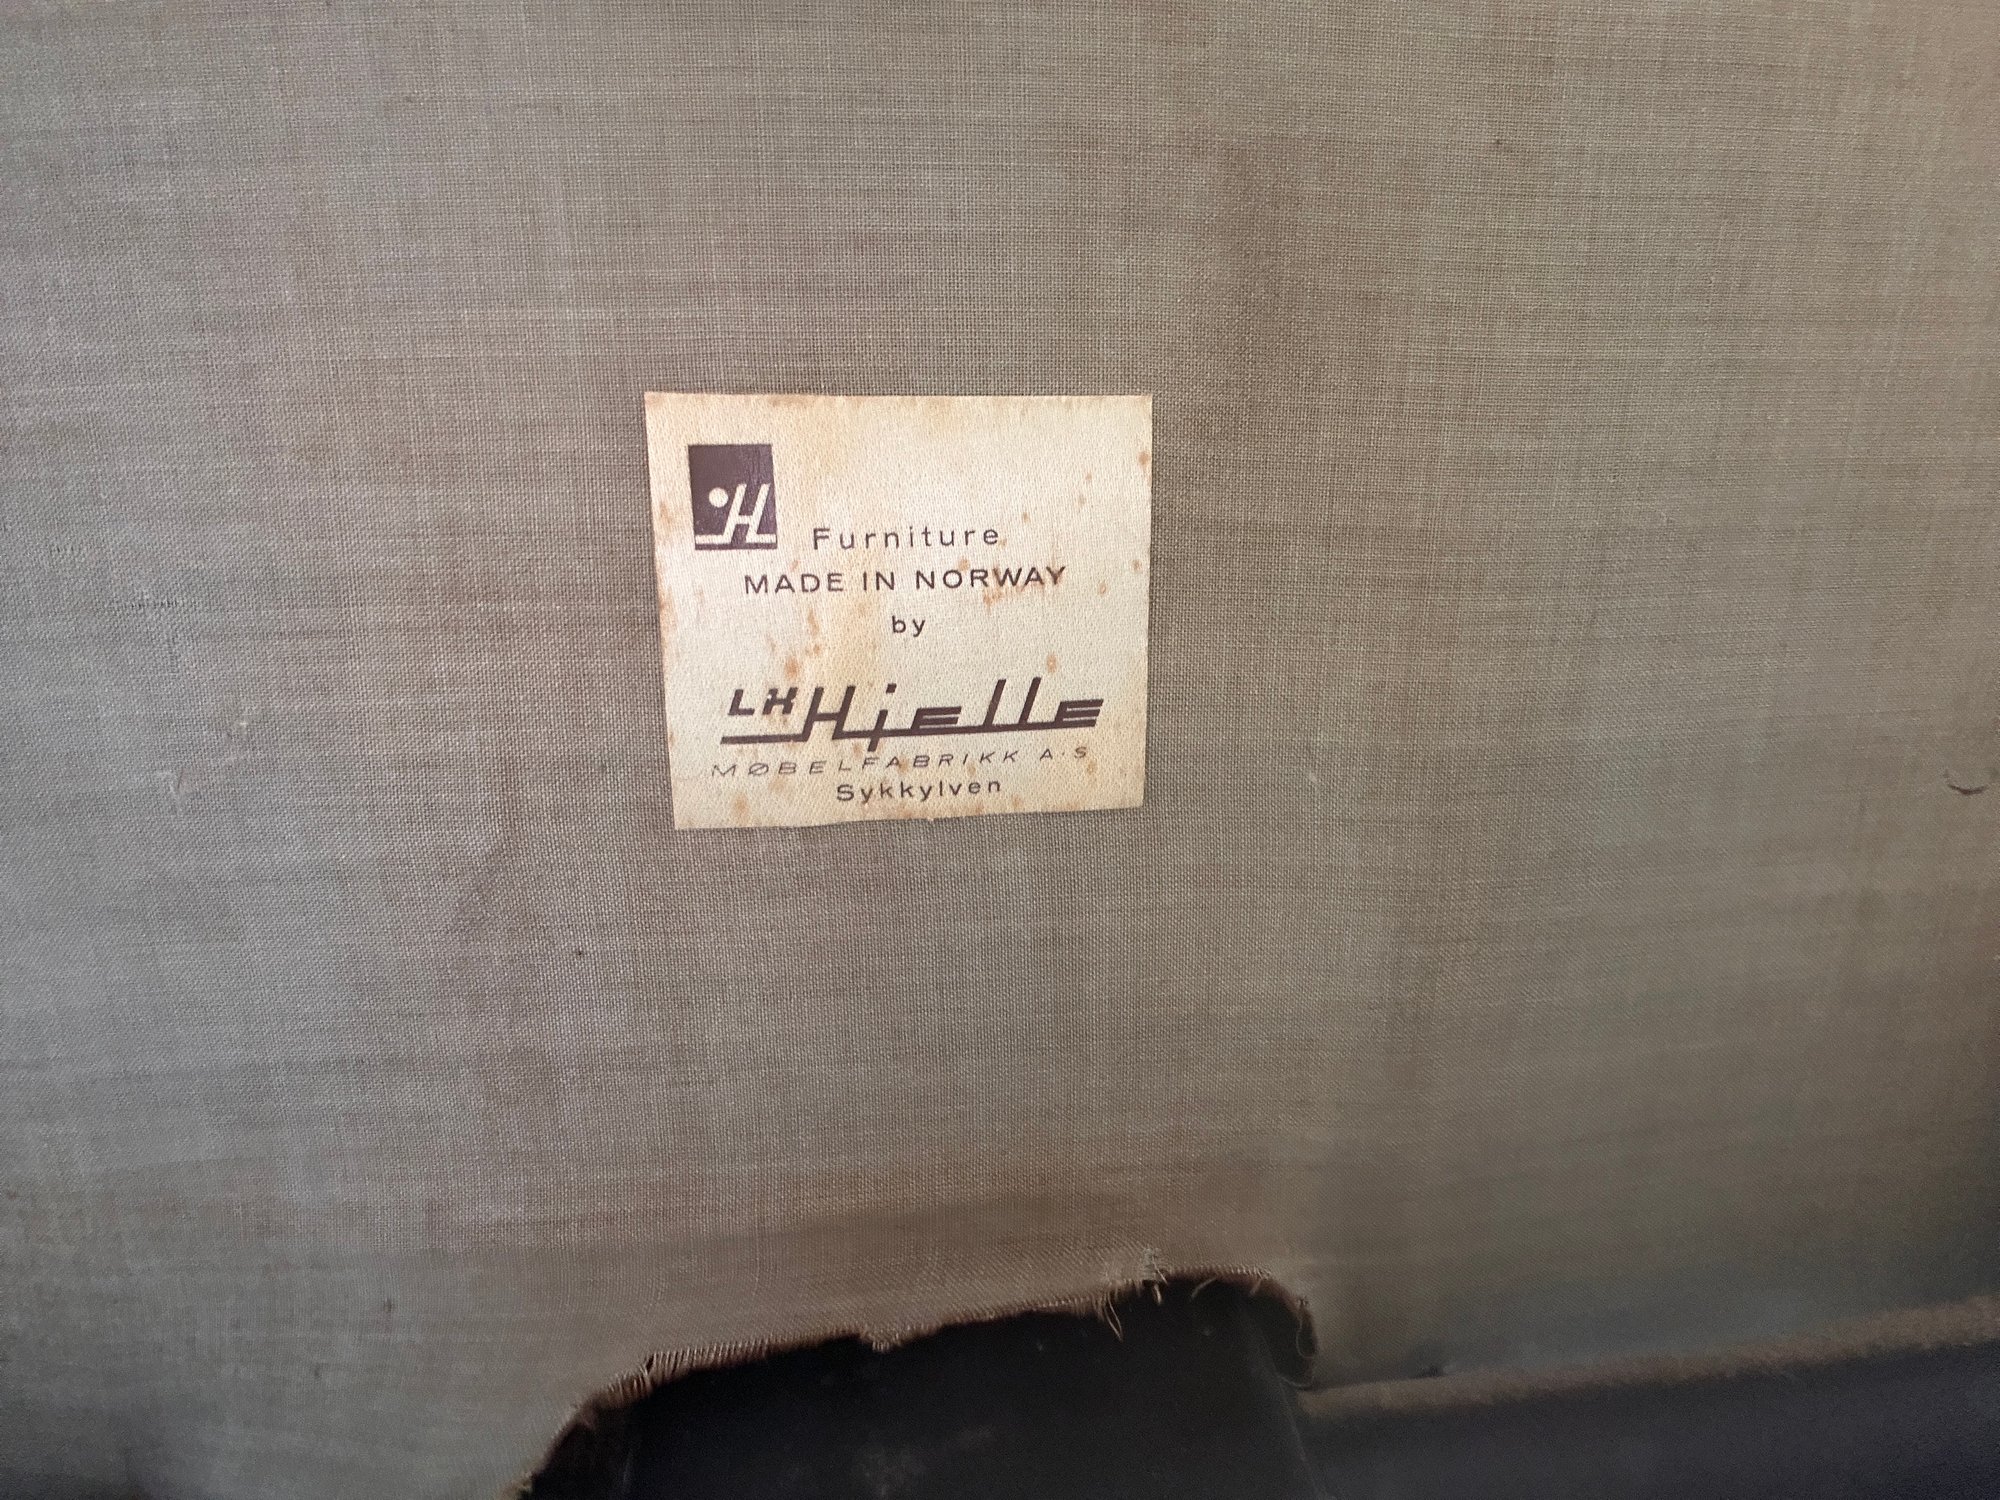 H Furniture
MADE IN NORWAY
by
LK Hjelle
MØBELFABRIKK A·S
Sykkylven